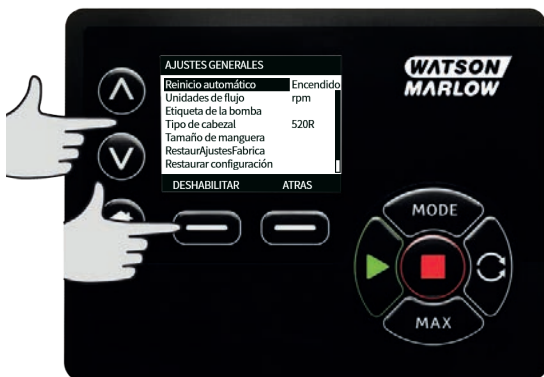 AJUSTES GENERALES
Reinicio automático Encendido
Unidades de flujo rpm
Etiqueta de la bomba
Tipo de cabezal 520R
Tamaño de manguera
RestaurAjustesFabrica
Restaurar configuración
DESHABILITAR ATRAS
WATSON
MARLOW
MODE
MAX